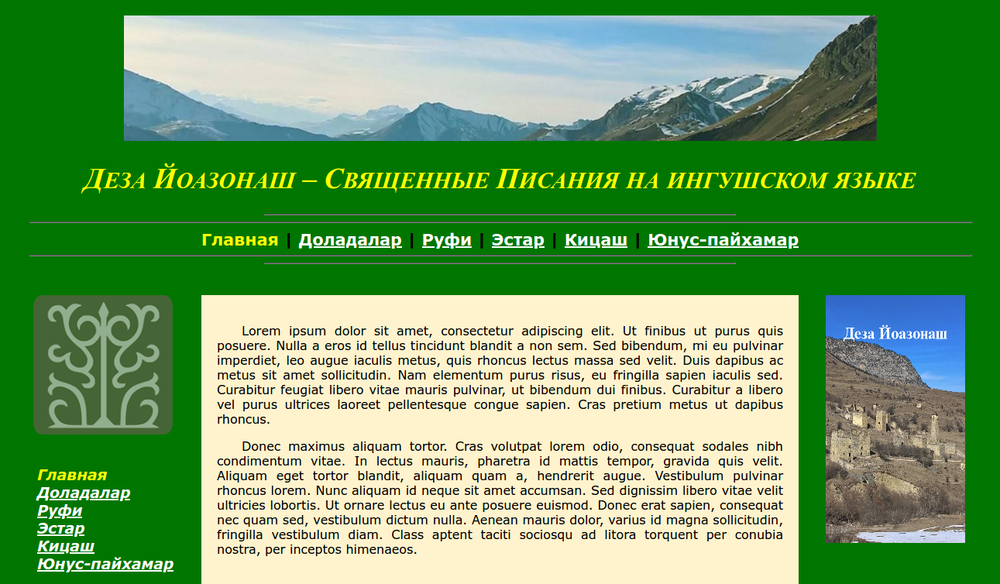 Деза Йоазонаш – Священные Писания на ингушском языке
Главная | Доладалар | Руфи | Эстар | Кицаш | Юнус-пайхамар
Главная
Доладалар
Руфи
Эстар
Кицаш
Юнус-пайхамар
Lorem ipsum dolor sit amet, consectetur adipiscing elit. Ut finibus ut purus quis
posuere. Nulla a eros id tellus tincidunt blandit a non sem. Sed bibendum, mi eu pulvinar
imperdiet, leo augue iaculis metus, quis rhoncus lectus massa sed velit. Duis dapibus ac
metus sit amet sollicitudin. Nam elementum purus risus, eu fringilla sapien iaculis sed.
Curabitur feugiat libero vitae mauris pulvinar, ut bibendum dui finibus. Curabitur a libero
vel purus ultrices laoreet pellentesque congue sapien. Cras pretium metus ut dapibus
rhoncus.
Donec maximus aliquam tortor. Cras volutpat lorem odio, consequat sodales nibh
condimentum vitae. In lectus mauris, pharetra id mattis tempor, gravida quis velit.
Aliquam eget tortor blandit, aliquam quam a, hendrerit augue. Vestibulum pulvinar
rhoncus lorem. Nunc aliquam id neque sit amet accumsan. Sed dignissim libero vitae velit
ultricies lobortis. Ut ornare lectus eu ante posuere euismod. Donec erat sapien, consequat
nec quam sed, vestibulum dictum nulla. Aenean mauris dolor, varius id magna sollicitudin,
fringilla vestibulum diam. Class aptent taciti sociosqu ad litora torquent per conubia
nostra, per inceptos himenaeos.
Деза Йоазонаш